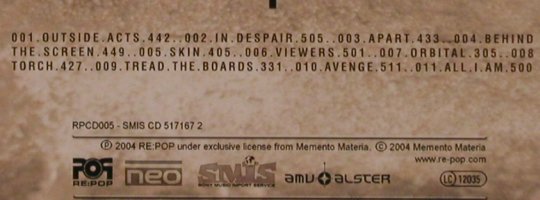 001.OUTSIDE.ACTS.442..002.IN.DESPAIR.505..003.APART.433..004.BEHIND
THE.SCREEN.449..005.SKIN.405..006.VIEWERS.501..007.ORBITAL.305..008
TORCH.427..009.TREAD.THE.BOARDS.331..010.AVENGE.511..011.ALL.I.AM.500
RPCD005 - SMIS CD 517167 2
Ⓟ 2004 RE:POP under exclusive license from Memento Materia. © 2004 Memento Materia
www.re-pop.com
POP RE:POP neo SMIS SONY MUSIC IMPORT SERVICE AMV ALSTER LC 12035